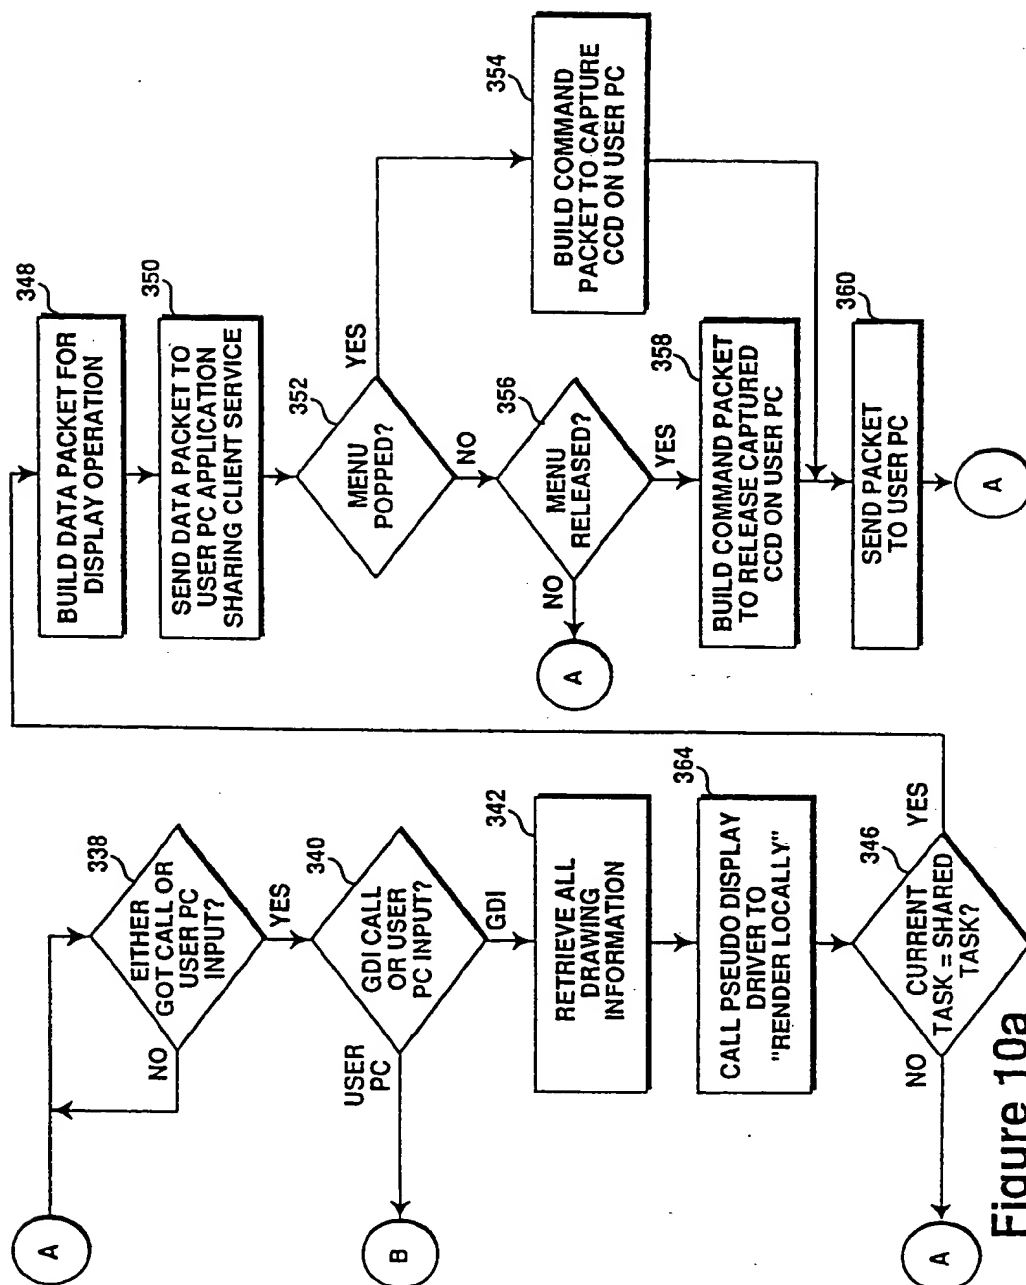 A
338
EITHER
GOT CALL OR
USER PC
INPUT?
NO
YES
340
GDI CALL
OR USER
PC INPUT?
USER
PC
B
GDI
342
RETRIEVE ALL
DRAWING
INFORMATION
364
CALL PSEUDO DISPLAY
DRIVER TO
"RENDER LOCALLY"
346
CURRENT
TASK = SHARED
TASK?
NO
A
YES
348
BUILD DATA PACKET FOR
DISPLAY OPERATION
350
SEND DATA PACKET TO
USER PC APPLICATION
SHARING CLIENT SERVICE
352
MENU
POPPED?
YES
354
BUILD COMMAND
PACKET TO CAPTURE
CCD ON USER PC
NO
356
MENU
RELEASED?
NO
A
YES
358
BUILD COMMAND PACKET
TO RELEASE CAPTURED
CCD ON USER PC
360
SEND PACKET
TO USER PC
A
Figure 10a